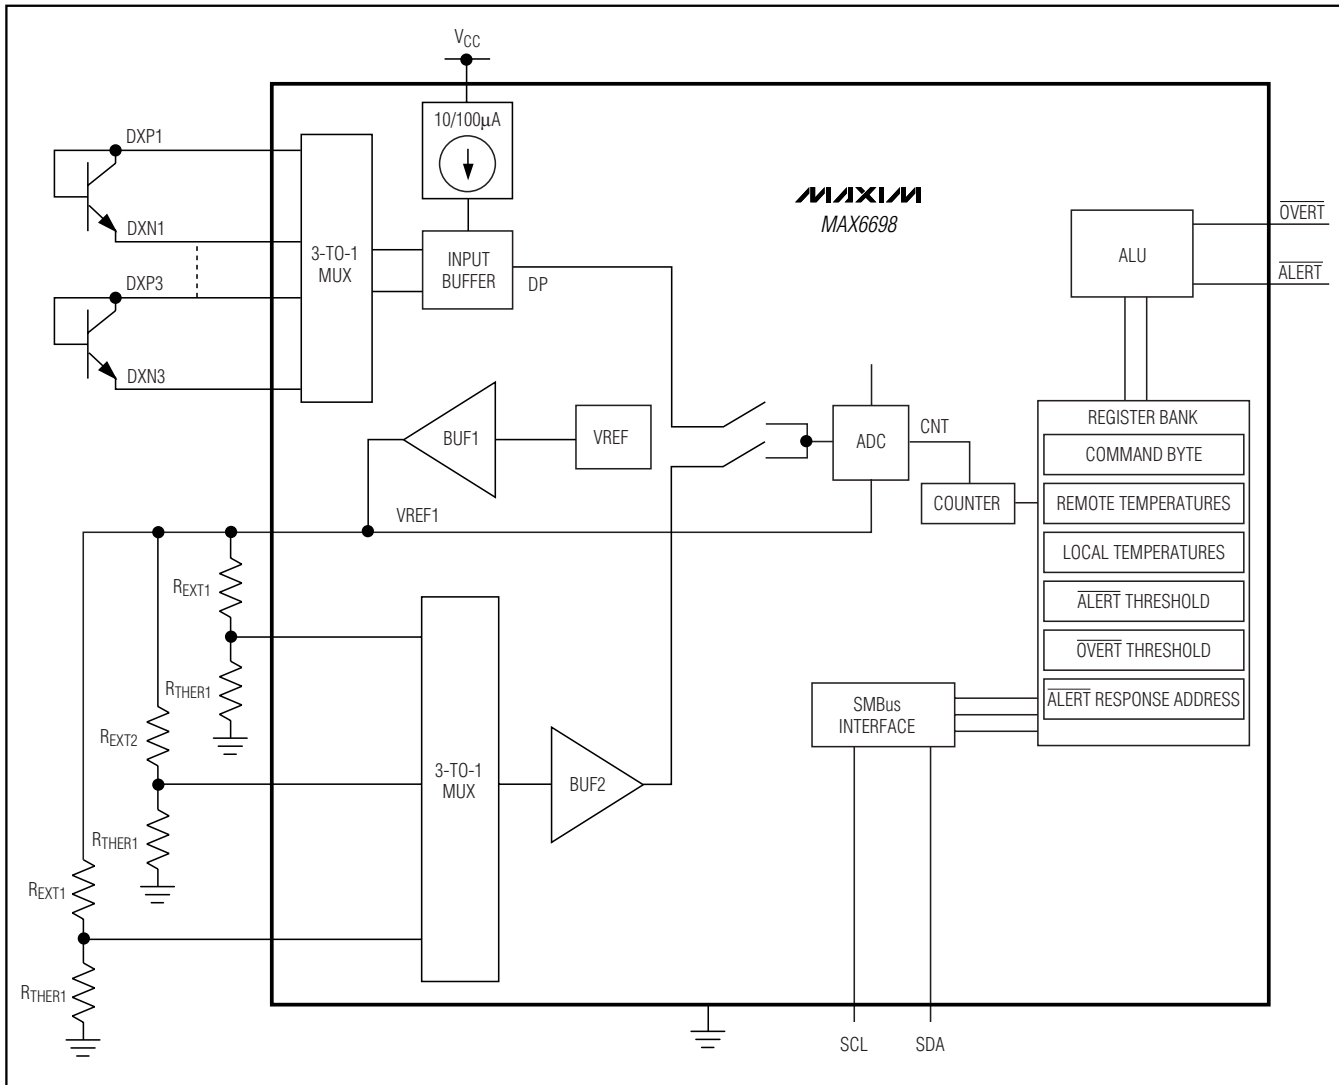 VCC
10/100µA
DXP1
DXN1
DXP3
DXN3
3-TO-1
MUX
INPUT
BUFFER
DP
MAXIM
MAX6698
ALU
OVERT
ALERT
BUF1
VREF
VREF1
ADC
CNT
COUNTER
REGISTER BANK
COMMAND BYTE
REMOTE TEMPERATURES
LOCAL TEMPERATURES
ALERT THRESHOLD
OVERT THRESHOLD
ALERT RESPONSE ADDRESS
REXT1
RTHER1
REXT2
RTHER1
REXT1
RTHER1
3-TO-1
MUX
BUF2
SMBus
INTERFACE
SCL
SDA